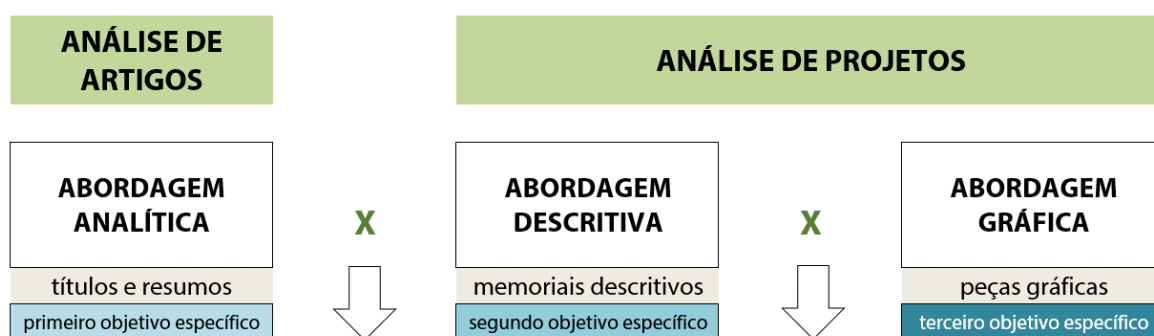 ANÁLISE DE
ARTIGOS
ANÁLISE DE PROJETOS
ABORDAGEM
ANALÍTICA
X
ABORDAGEM
DESCRITIVA
X
ABORDAGEM
GRÁFICA
títulos e resumos
memoriais descritivos
peças gráficas
primeiro objetivo específico
segundo objetivo específico
terceiro objetivo específico